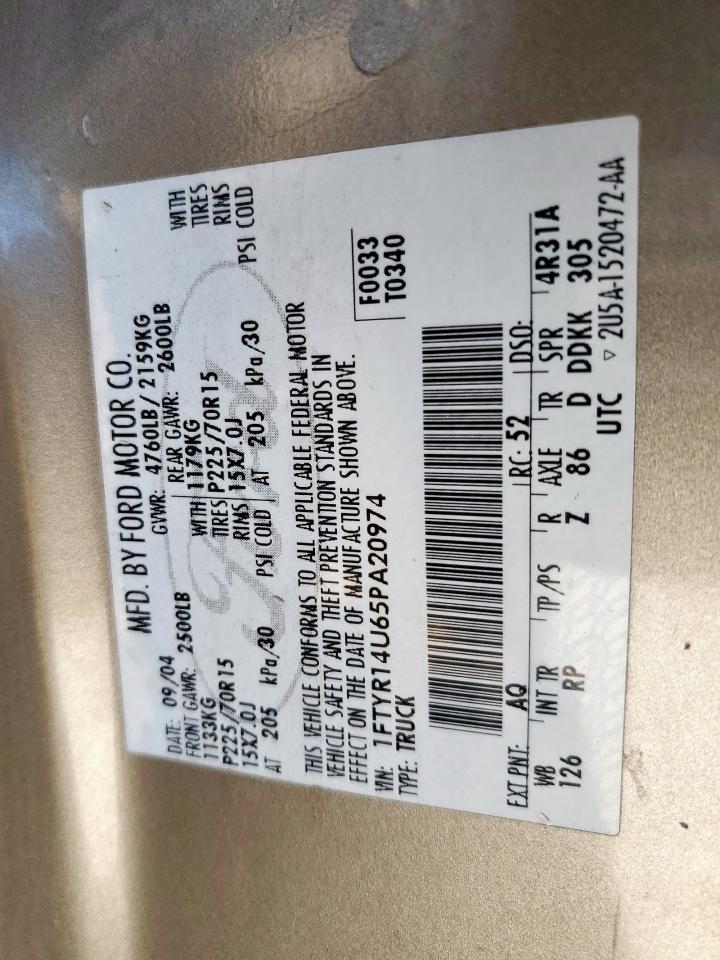 MFD. BY FORD MOTOR CO.
DATE: 09/04 GVWR: 4760LB/ 2159KG
FRONT GAWR: 2500LB REAR GAWR: 2600LB
1133KG WITH 1179KG WITH
P225/70R15 TIRES P225/70R15 TIRES
15X7.0J RIMS 15X7.0J RIMS
AT 205 kPa/30 PSI COLD AT 205 kPa/30 PSI COLD
THIS VEHICLE CONFORMS TO ALL APPLICABLE FEDERAL MOTOR
VEHICLE SAFETY AND THEFT PREVENTION STANDARDS IN
EFFECT ON THE DATE OF MANUFACTURE SHOWN ABOVE.
VIN: 1FTYR14U65PA20974 F0033
TYPE: TRUCK T0340
EXT PNT: AQ RC: 52 DSO:
WB INT TR TP/PS R AXLE TR SPR 4R31A
126 RP Z 86 D DDKK 305
UTC ▽ 2U5A-1520472-AA
Ford